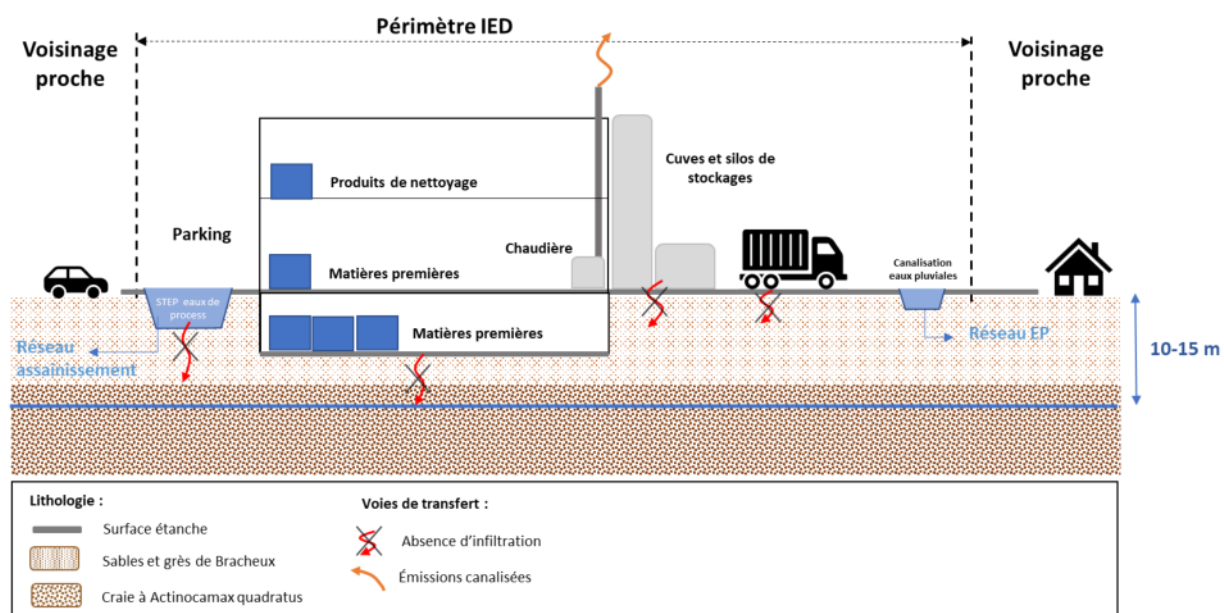 Périmètre IED
Voisinage
proche
Voisinage
proche
Cuves et silos de
stockages
Produits de nettoyage
Parking
Chaudière
Canalisation
eaux pluviales
Matières premières
STEP eaux de
process
Matières premières
Réseau EP
Réseau
assainissement
10-15 m
Lithologie :
Surface étanche
Sables et grès de Bracheux
Craie à Actinocamax quadratus
Voies de transfert :
Absence d'infiltration
Émissions canalisées